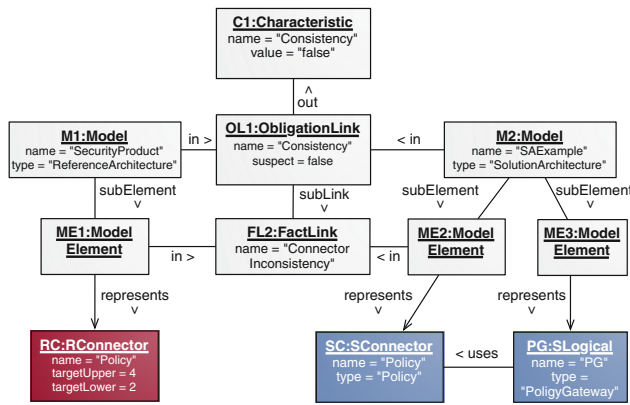 C1:Characteristic
name = "Consistency"
value = "false"
^
out
M1:Model
name = "SecurityProduct"
type = "ReferenceArchitecture"
in >
OL1:ObligationLink
name = "Consistency"
suspect = false
< in
M2:Model
name = "SAExample"
type = "SolutionArchitecture"
subElement
v
subLink
v
subElement
v
subElement
v
ME1:Model
Element
in >
FL2:FactLink
name = "Connector
Inconsistency"
< in
ME2:Model
Element
ME3:Model
Element
represents
v
represents
v
represents
v
RC:RConnector
name = "Policy"
targetUpper = 4
targetLower = 2
SC:SConnector
name = "Policy"
type = "Policy"
< uses
PG:SLogical
name = "PG"
type =
"PoligyGateway"